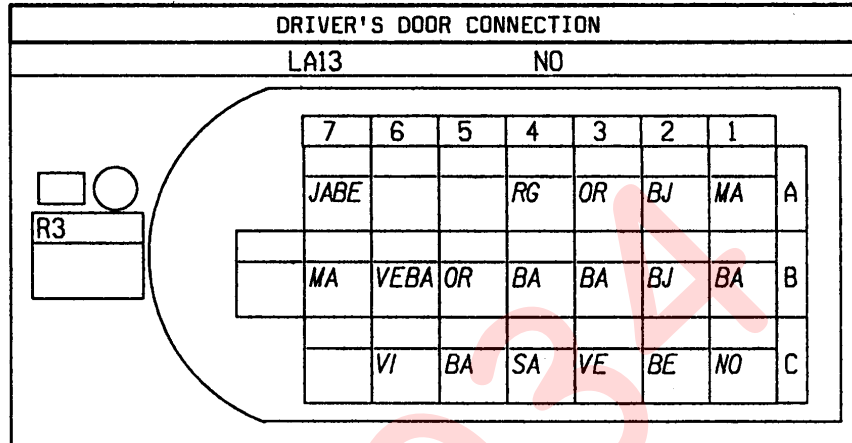 DRIVER'S DOOR CONNECTION
LA13 NO
7 6 5 4 3 2 1
JABE RG OR BJ MA A
R3
MA VEBA OR BA BA BJ BA B
VI BA SA VE BE NO C
34